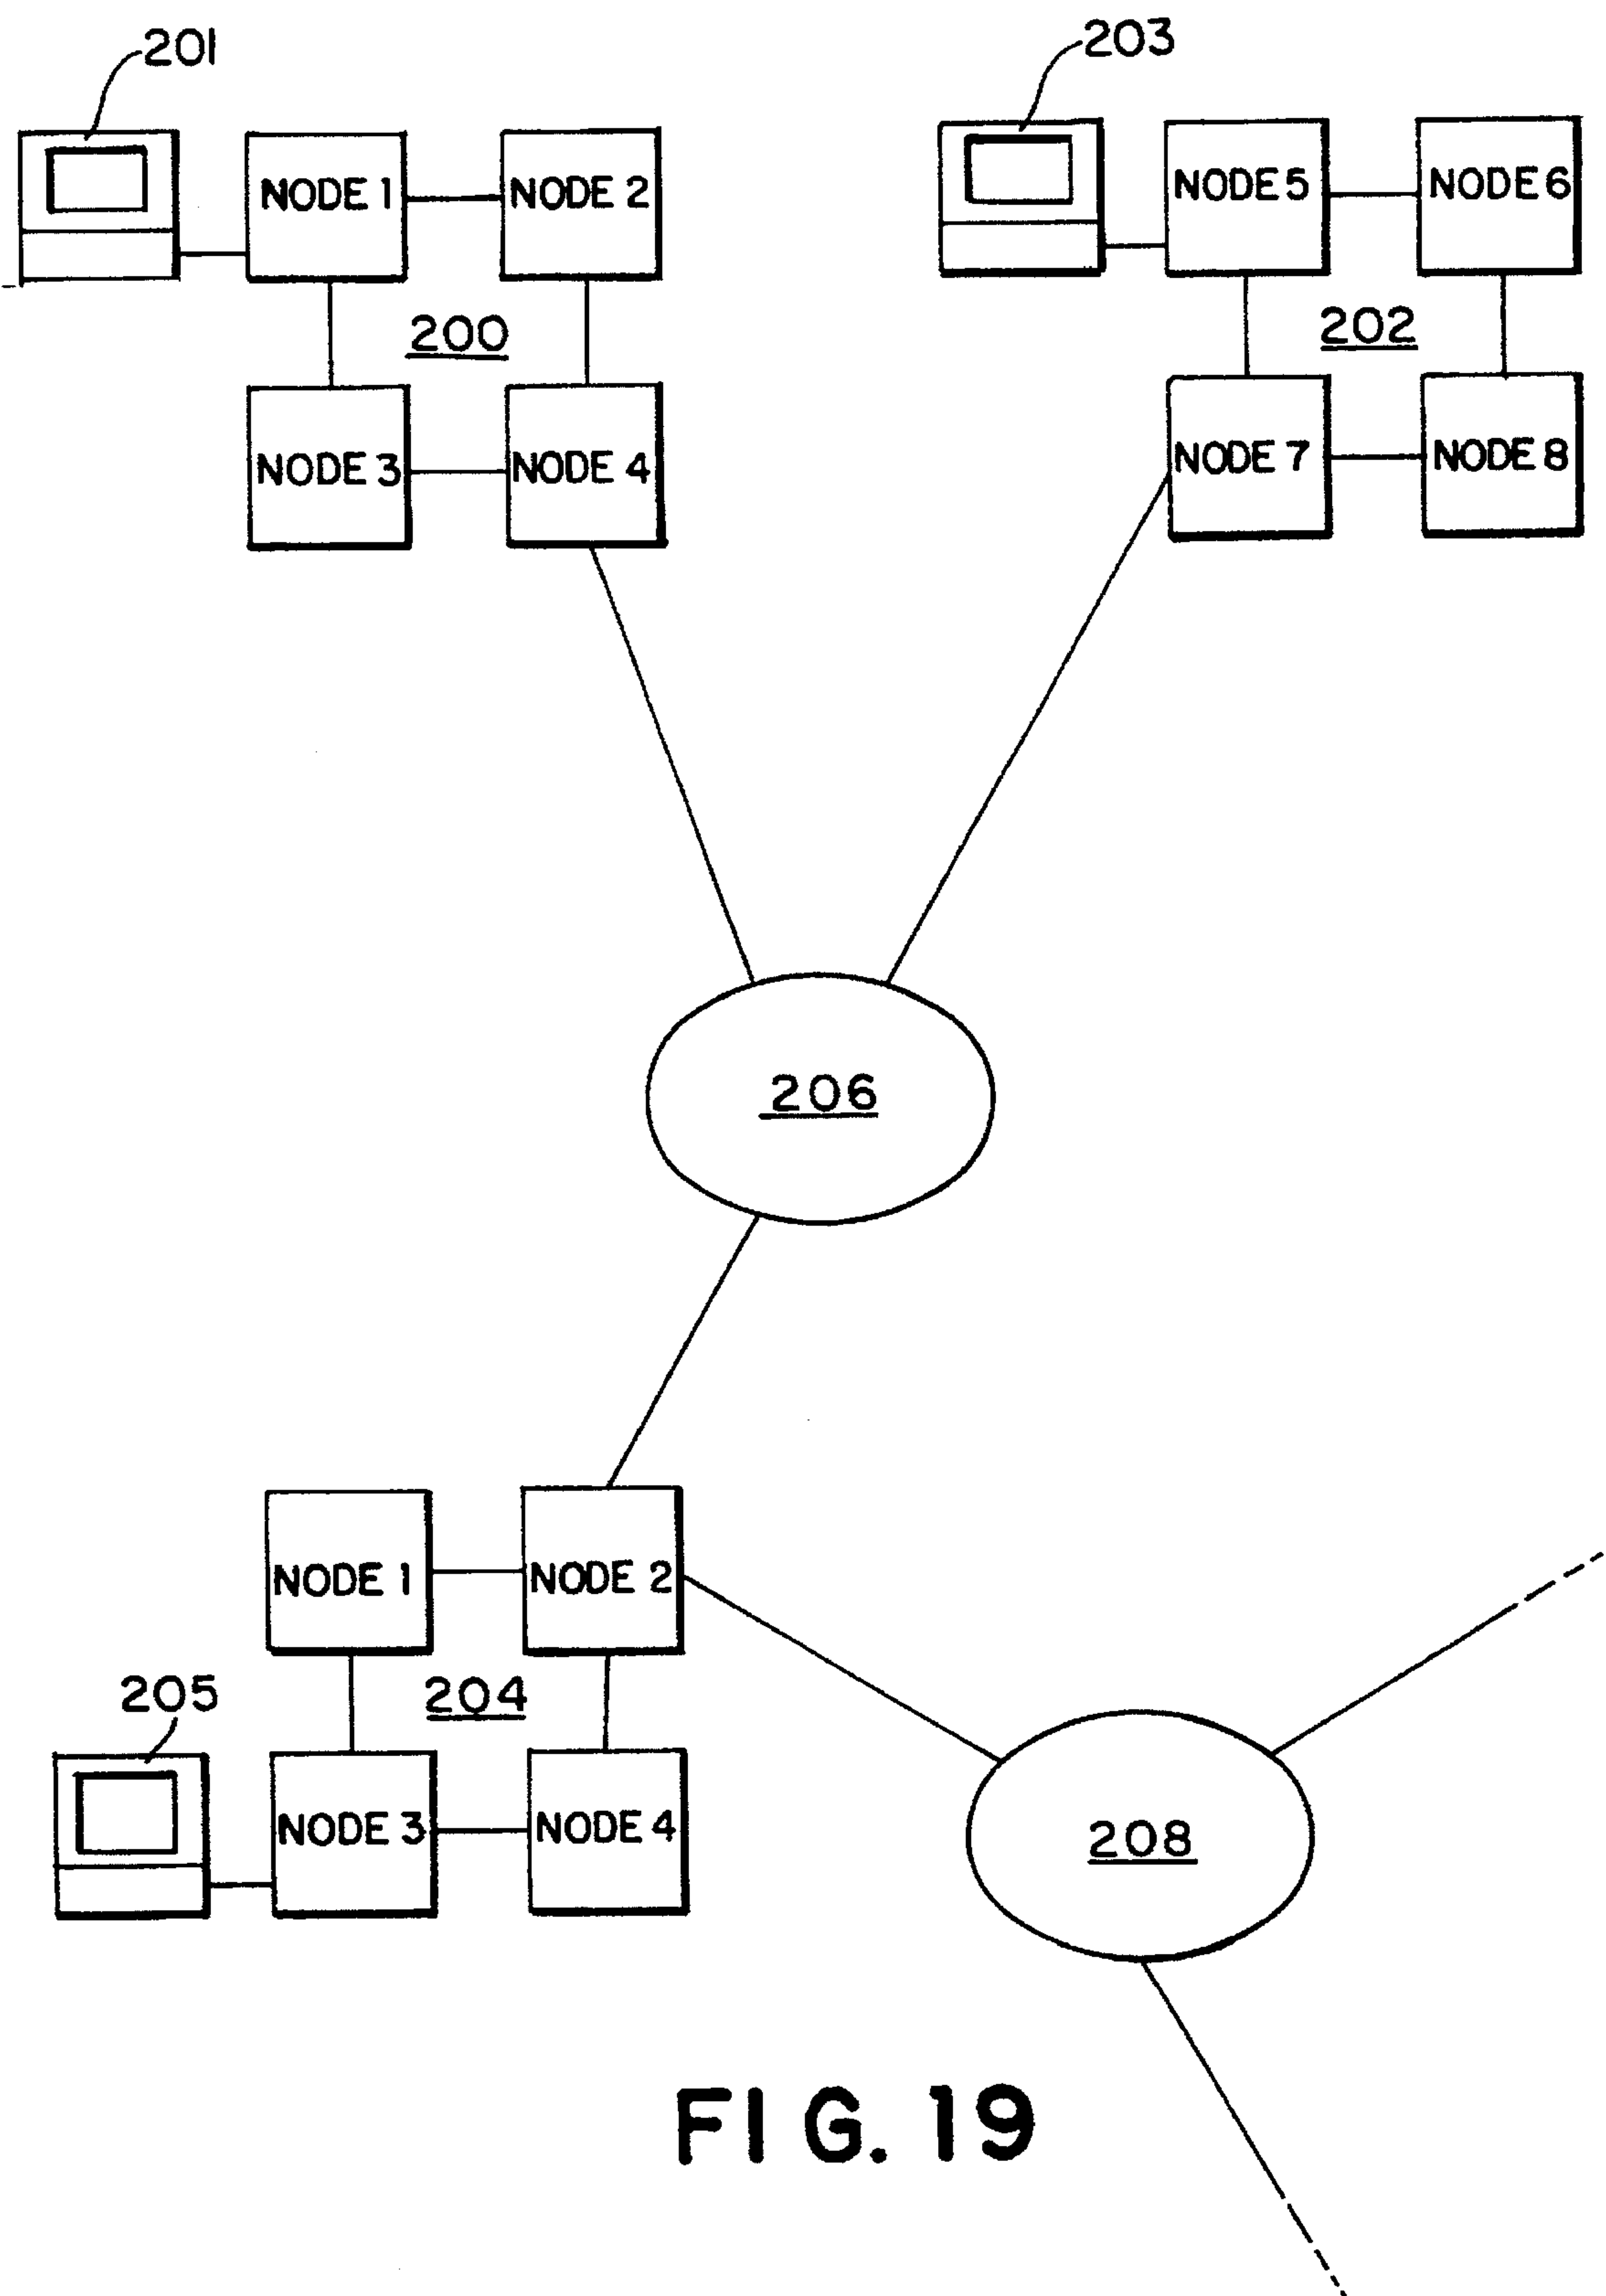 201
203
NODE 1
NODE 2
NODE 5
NODE 6
200
202
NODE 3
NODE 4
NODE 7
NODE 8
206
NODE 1
NODE 2
205
204
NODE 3
NODE 4
208
FIG. 19